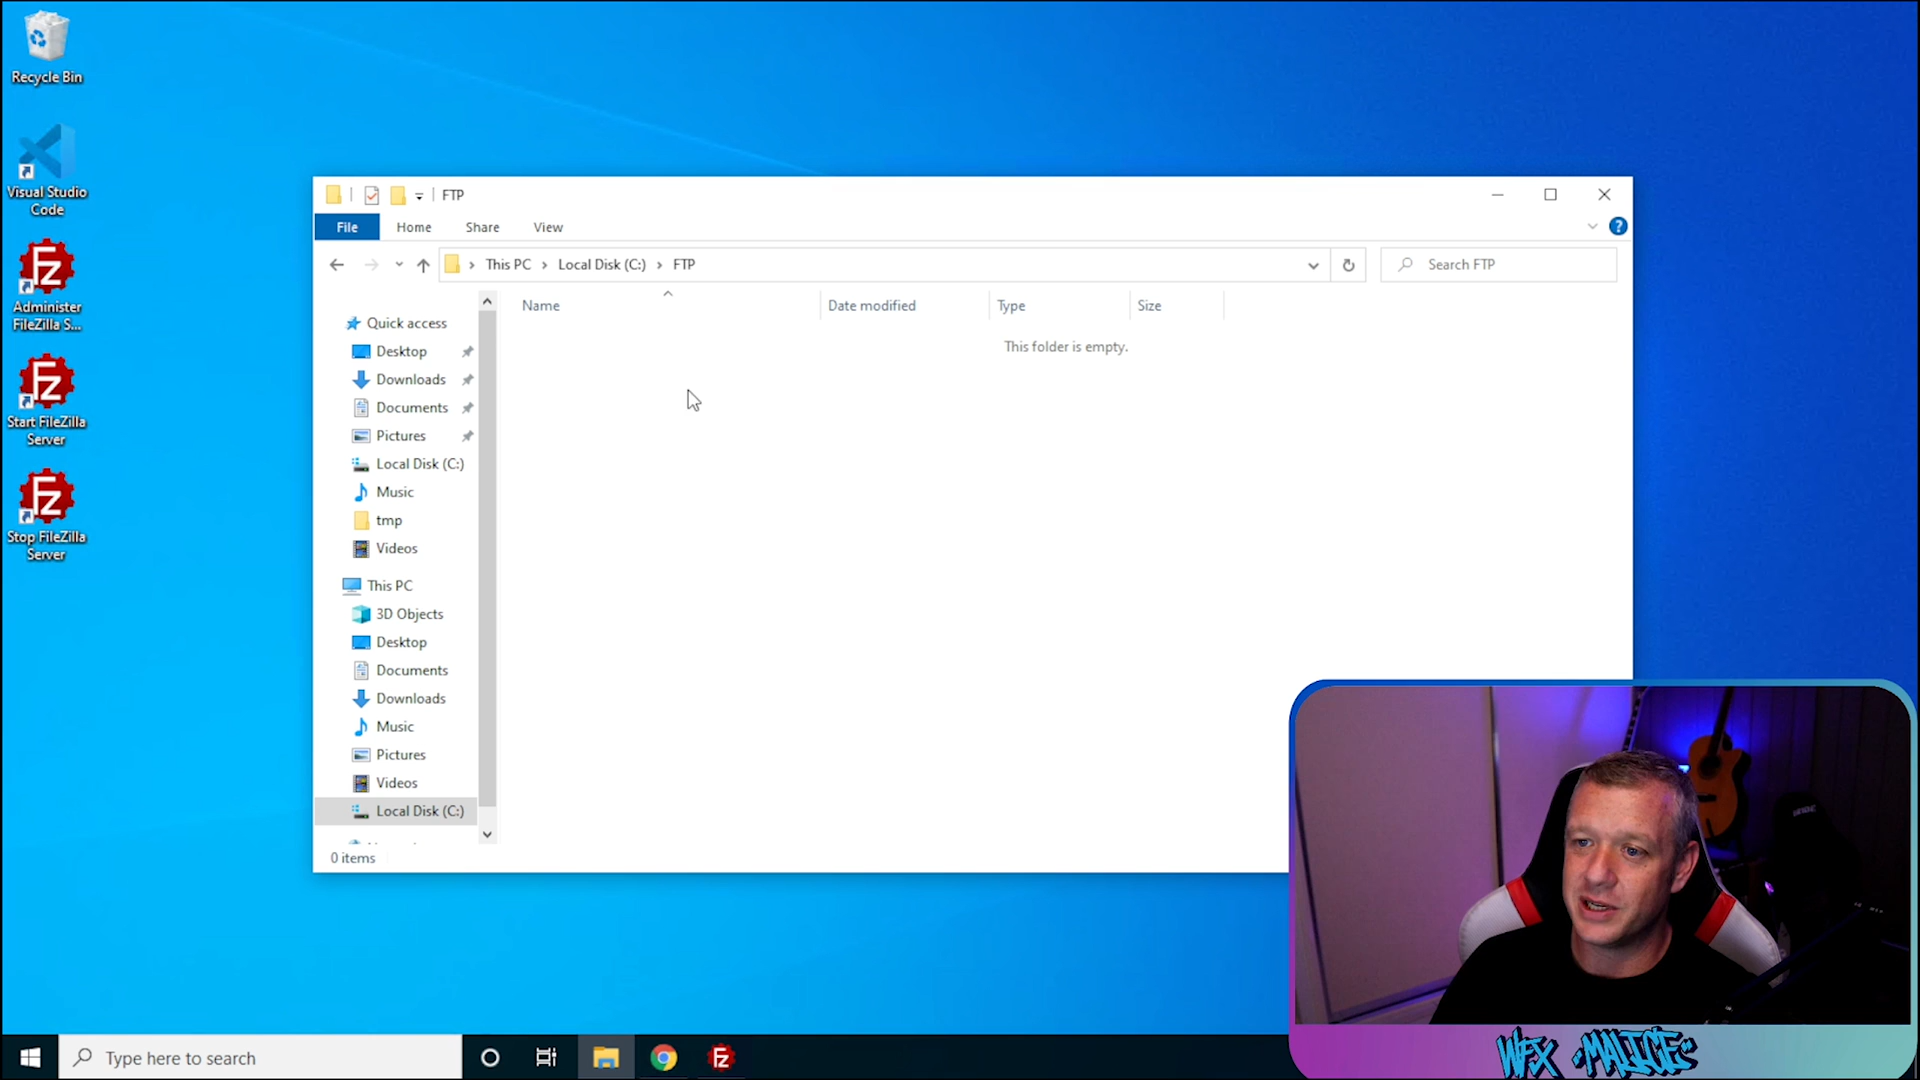 Recycle Bin
Visual Studio
Code
Administer
FileZilla S...
Start FileZilla
Server
Stop FileZilla
Server
FTP
File Home Share View
This PC Local Disk (C:) FTP
Search FTP
Name Date modified Type Size
This folder is empty.
Quick access
Desktop
Downloads
Documents
Pictures
Local Disk (C:)
Music
tmp
Videos
This PC
3D Objects
Desktop
Documents
Downloads
Music
Pictures
Videos
Local Disk (C:)
0 items
Type here to search
WFX MALICE